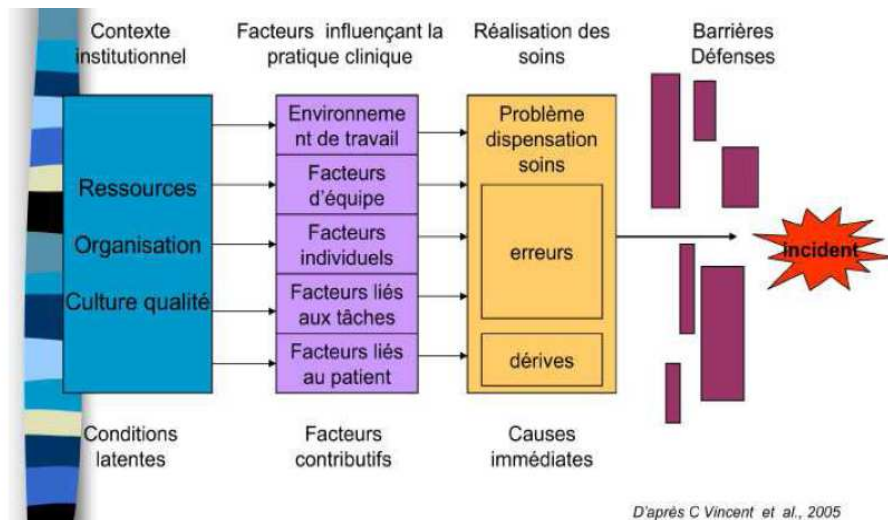 Contexte
institutionnel
Facteurs influençant la
pratique clinique
Réalisation des
soins
Barrières
Défenses
Ressources
Organisation
Culture qualité
Environneme
nt de travail
Facteurs
d'équipe
Facteurs
individuels
Facteurs liés
aux tâches
Facteurs liés
au patient
Problème
dispensation
soins
erreurs
dérives
incident
Conditions
latentes
Facteurs
contributifs
Causes
immédiates
D'après C Vincent et al., 2005